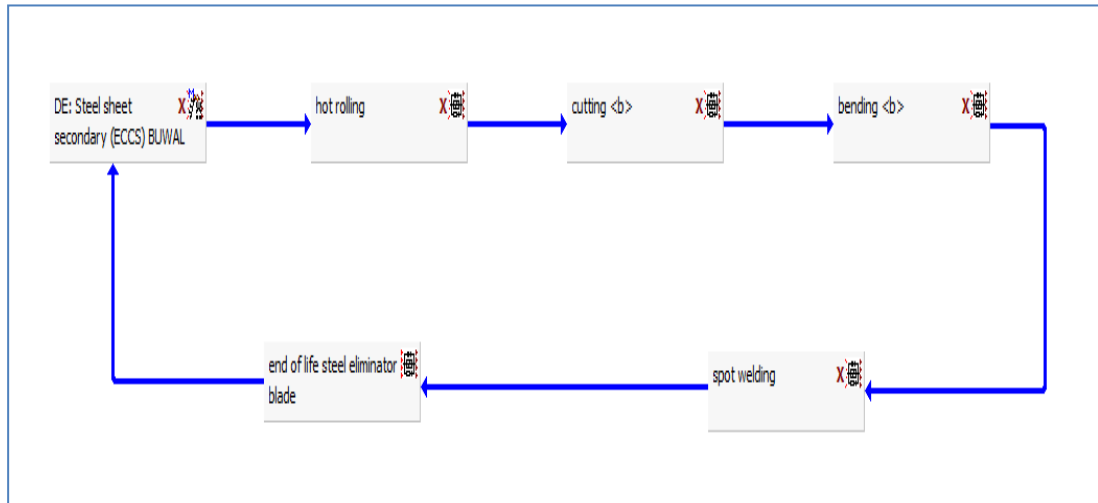 DE: Steel sheet
secondary (ECCS) BUWAL
X
hot rolling
X
cutting <b>
X
bending <b>
X
end of life steel eliminator
blade
spot welding
X